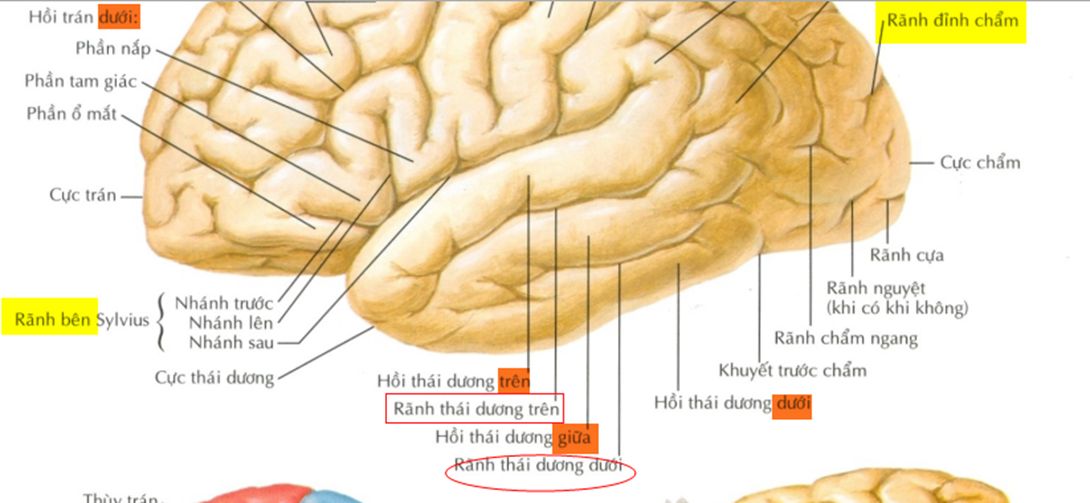 Hồi trán dưới:
Phần nắp
Phần tam giác
Phần ổ mắt
Cực trán
Rãnh bên Sylvius
Nhánh trước
Nhánh lên
Nhánh sau
Cực thái dương
Hồi thái dương trên
Rãnh thái dương trên
Hồi thái dương giữa
Rãnh thái dương dưới
Rãnh đỉnh chẩm
Cực chẩm
Rãnh cựa
Rãnh nguyệt
(khi có khi không)
Rãnh chẩm ngang
Khuyết trước chẩm
Hồi thái dương dưới
Thùy trán